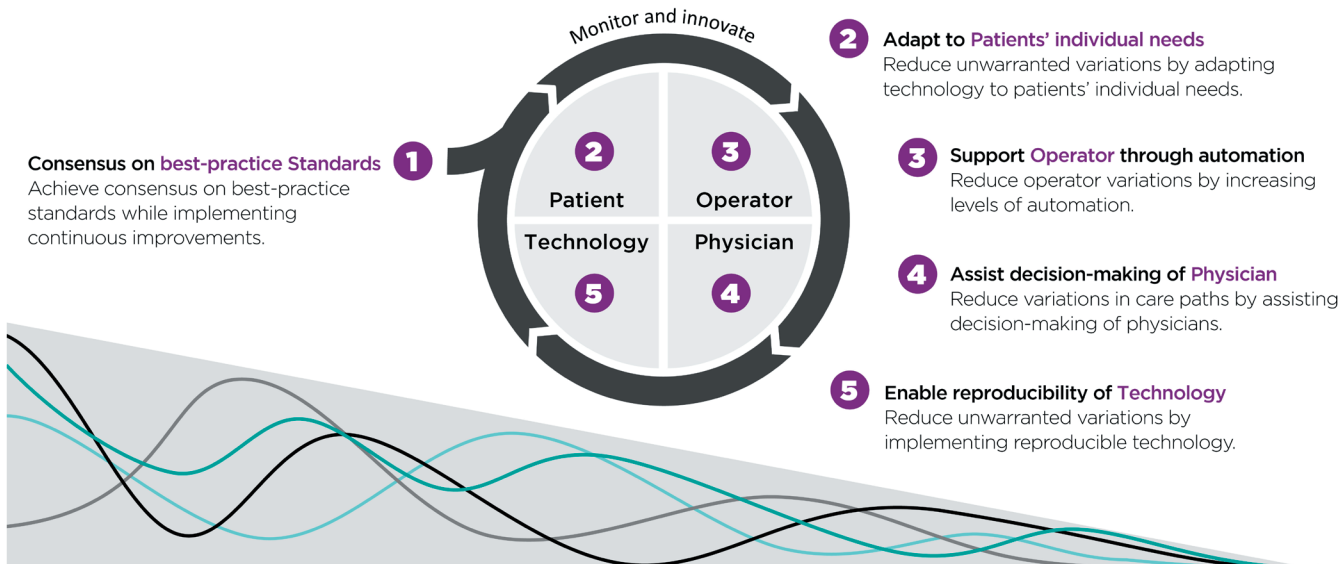 Monitor and innovate
1
Consensus on best-practice Standards
Achieve consensus on best-practice
standards while implementing
continuous improvements.
2
Patient
3
Operator
Technology
5
Physician
4
2
Adapt to Patients' individual needs
Reduce unwarranted variations by adapting
technology to patients' individual needs.
3
Support Operator through automation
Reduce operator variations by increasing
levels of automation.
4
Assist decision-making of Physician
Reduce variations in care paths by assisting
decision-making of physicians.
5
Enable reproducibility of Technology
Reduce unwarranted variations by
implementing reproducible technology.